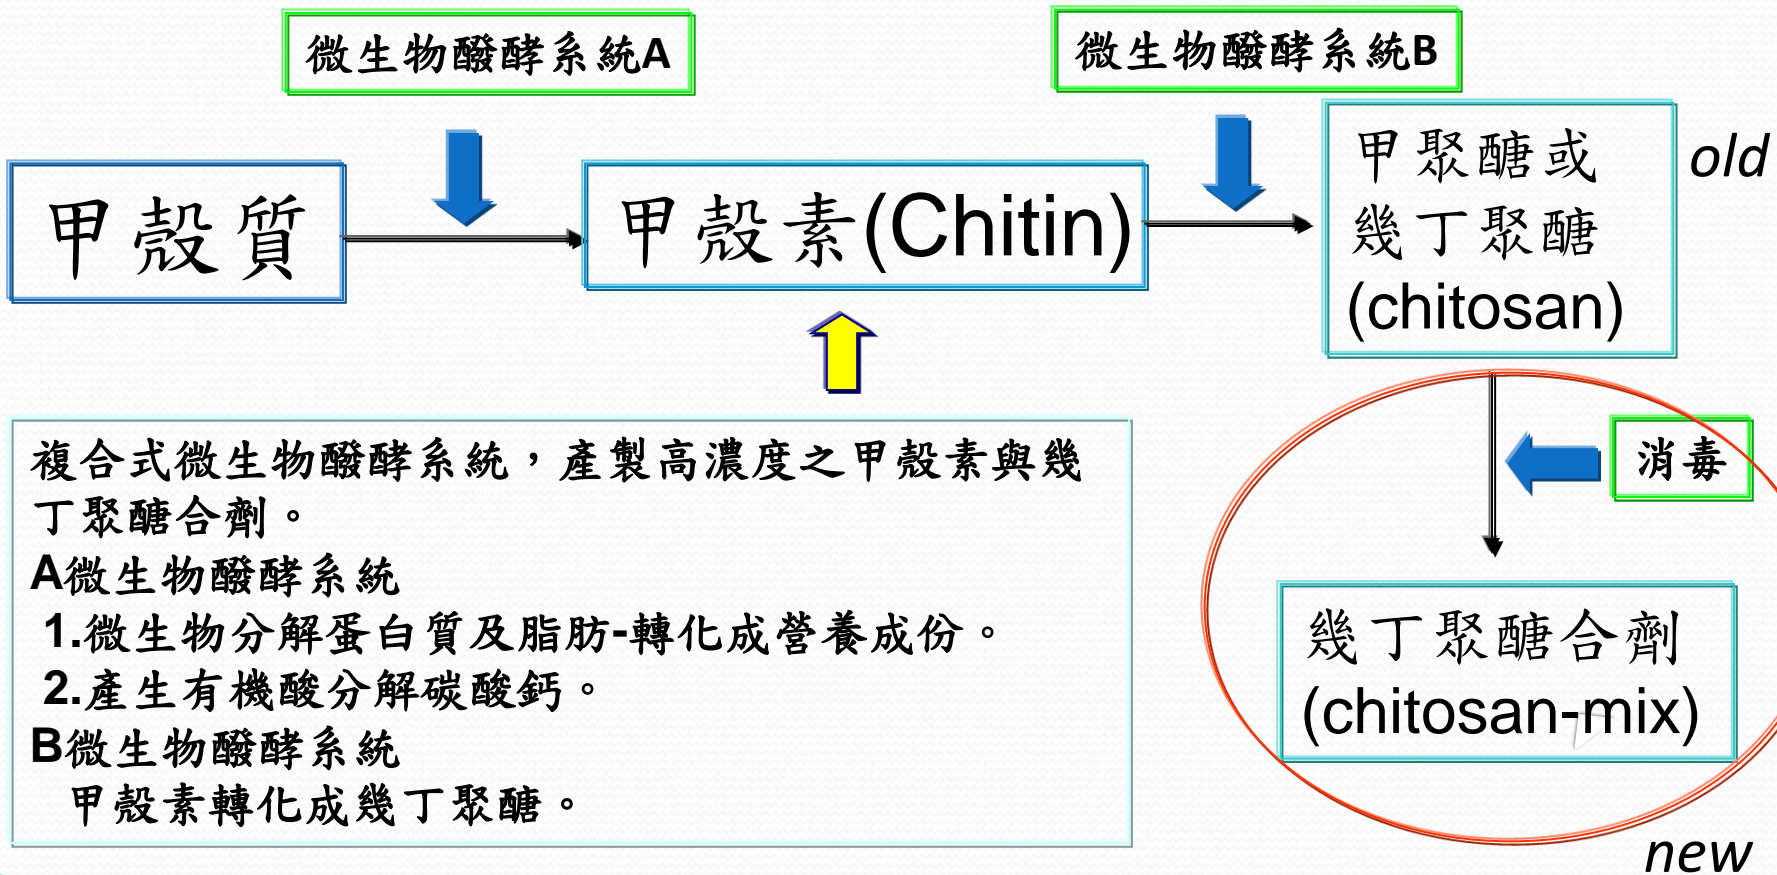 微生物醱酵系統A
微生物醱酵系統B
甲殼質
甲殼素(Chitin)
甲聚醣或
幾丁聚醣
(chitosan)
old
複合式微生物醱酵系統，產製高濃度之甲殼素與幾
丁聚醣合劑。
A微生物醱酵系統
1.微生物分解蛋白質及脂肪-轉化成營養成份。
2.產生有機酸分解碳酸鈣。
B微生物醱酵系統
甲殼素轉化成幾丁聚醣。
消毒
幾丁聚醣合劑
(chitosan-mix)
new